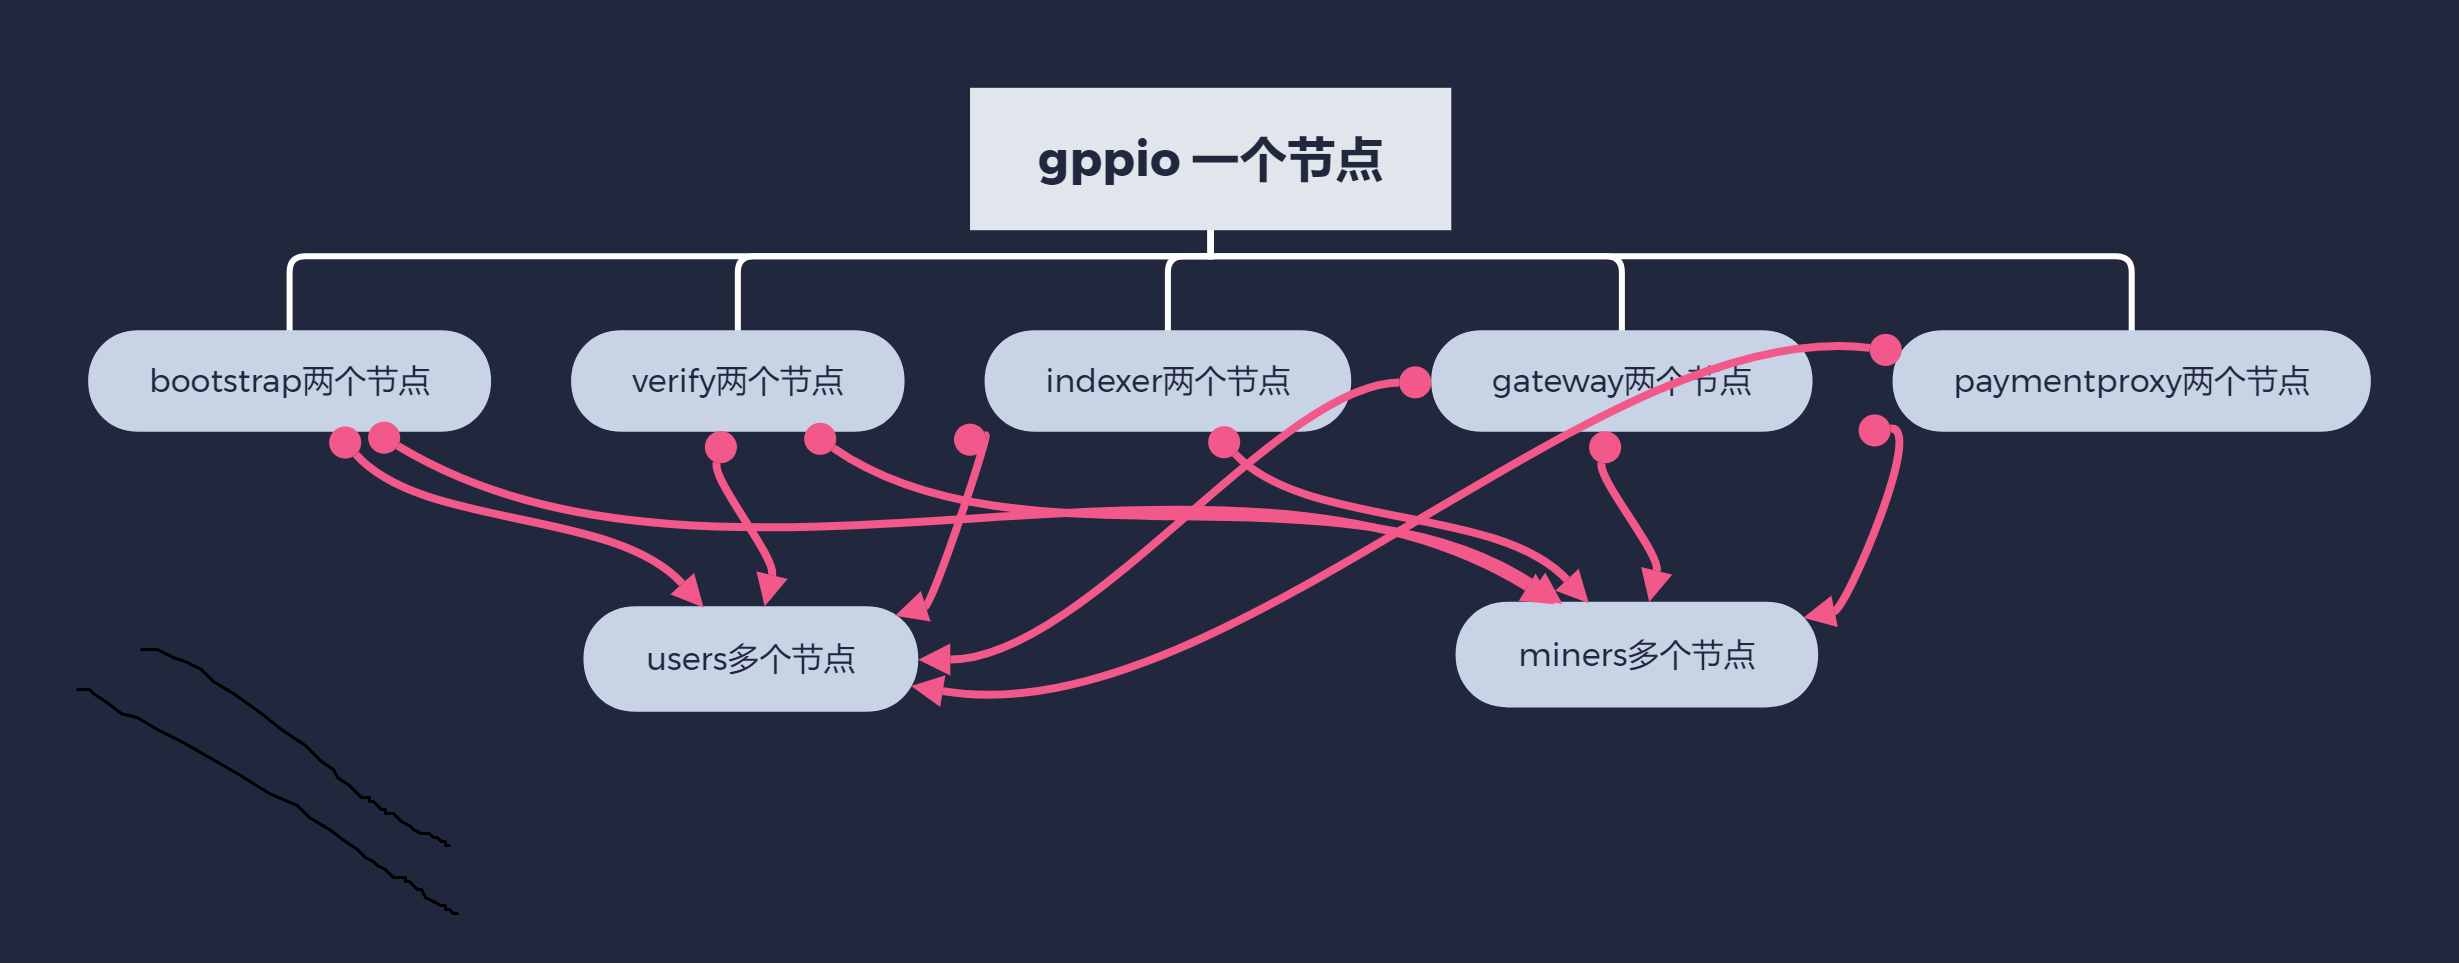 gppio 一个节点
bootstrap两个节点
verify两个节点
indexer两个节点
gateway两个节点
paymentproxy两个节点
users多个节点
miners多个节点